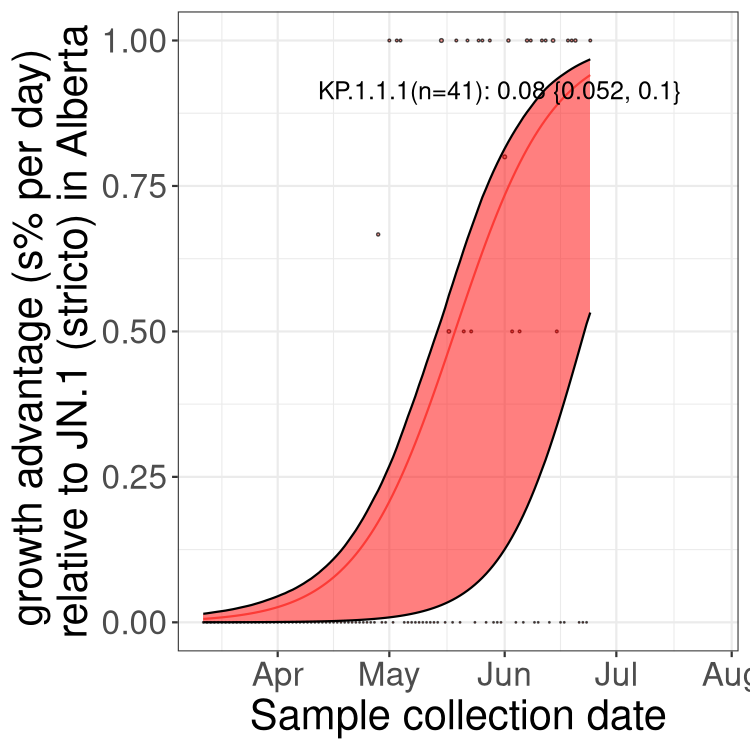 growth advantage (s% per day)
relative to JN.1 (stricto) in Alberta
1.00
0.75
0.50
0.25
0.00
KP.1.1.1(n=41): 0.08 {0.052, 0.1}
Apr May Jun Jul Aug
Sample collection date